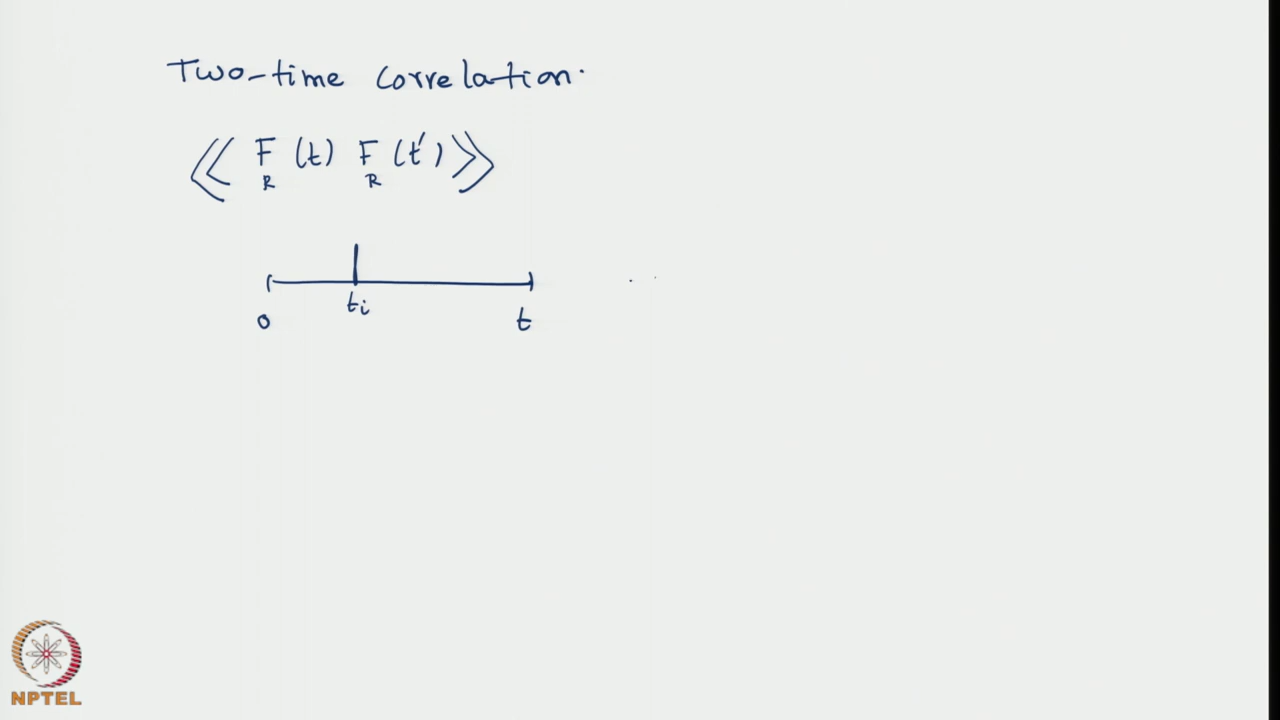 Two-time correlation.
≪ F_R (t) F_R (t') ≫
t_i
0 t
NPTEL